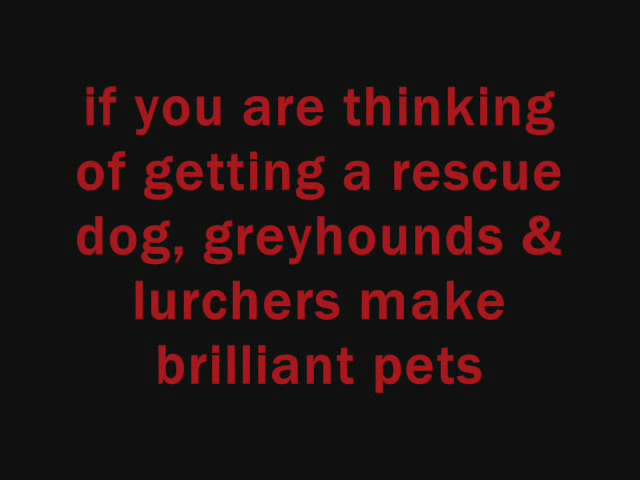 if you are thinking
of getting a rescue
dog, greyhounds &
lurchers make
brilliant pets